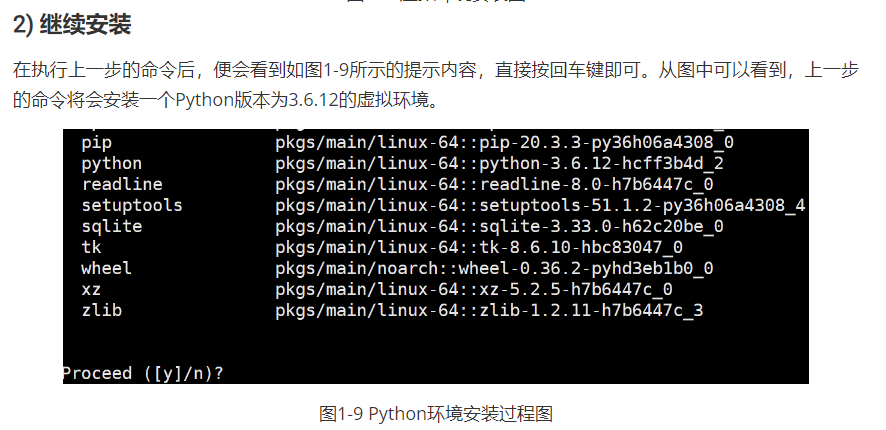 2) 继续安装
在执行上一步的命令后，便会看到如图1-9所示的提示内容，直接按回车键即可。从图中可以看到，上一步
的命令将会安装一个Python版本为3.6.12的虚拟环境。
pip pkgs/main/linux-64::pip-20.3.3-py36h06a4308_0
python pkgs/main/linux-64::python-3.6.12-hcff3b4d_2
readline pkgs/main/linux-64::readline-8.0-h7b6447c_0
setuptools pkgs/main/linux-64::setuptools-51.1.2-py36h06a4308_4
sqlite pkgs/main/linux-64::sqlite-3.33.0-h62c20be_0
tk pkgs/main/linux-64::tk-8.6.10-hbc83047_0
wheel pkgs/main/noarch::wheel-0.36.2-pyhd3eb1b0_0
xz pkgs/main/linux-64::xz-5.2.5-h7b6447c_0
zlib pkgs/main/linux-64::zlib-1.2.11-h7b6447c_3
Proceed ([y]/n)?
图1-9 Python环境安装过程图